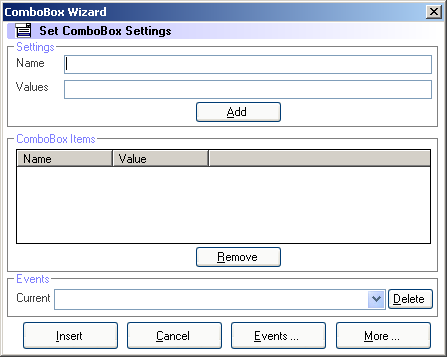 ComboBox Wizard
Set ComboBox Settings
Settings
Name
Values
Add
ComboBox Items
Name Value
Remove
Events
Current Delete
Insert Cancel Events ... More ...